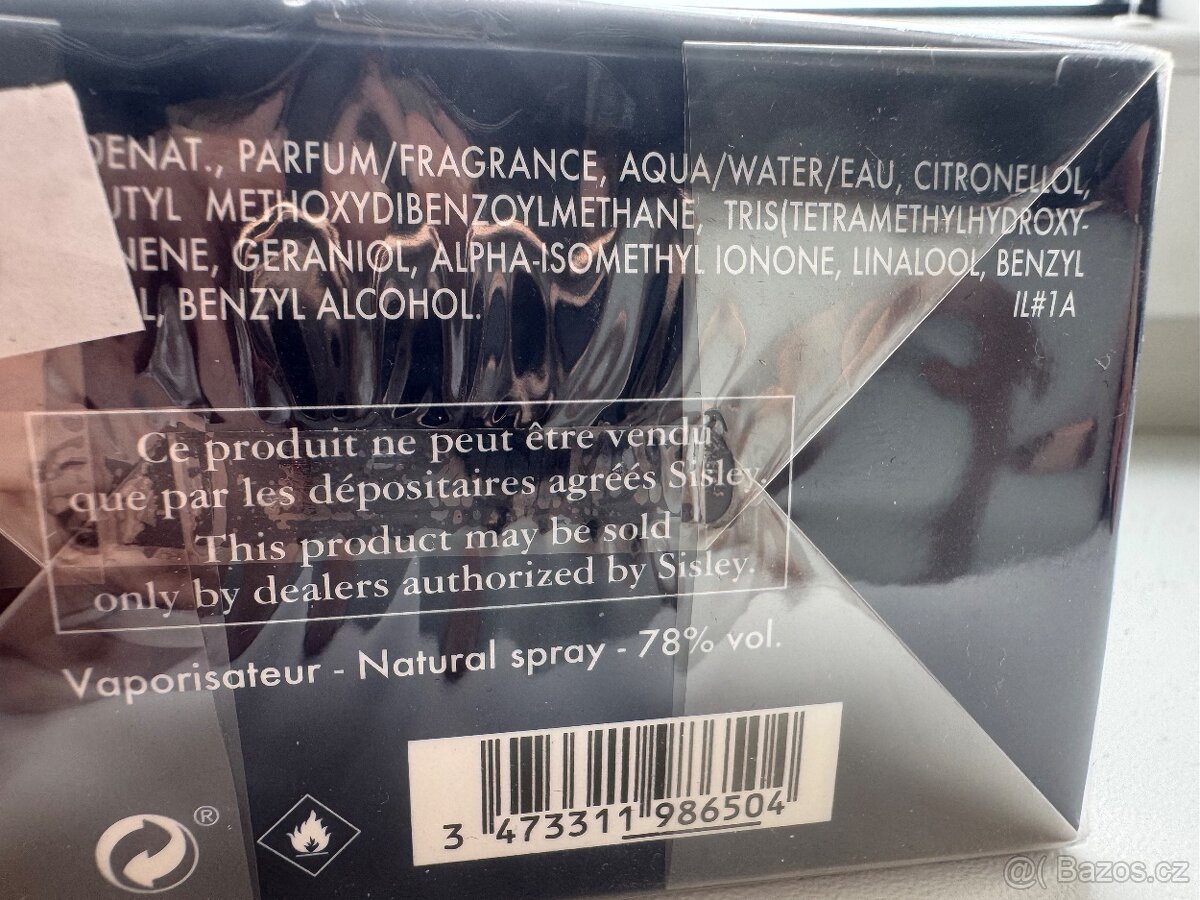 DENAT., PARFUM/FRAGRANCE, AQUA/WATER/EAU, CITRONELLOL,
UTYL METHOXYDIBENZOYLMETHANE, TRIS(TETRAMETHYLHYDROXY-
NENE, GERANIOL, ALPHA-ISOMETHYL IONONE, LINALOOL, BENZYL
L, BENZYL ALCOHOL. IL#1A
Ce produit ne peut être vendu
que par les dépositaires agréés Sisley.
This product may be sold
only by dealers authorized by Sisley.
Vaporisateur - Natural spray - 78% vol.
3 473311 986504
®
@( Bazos.cz